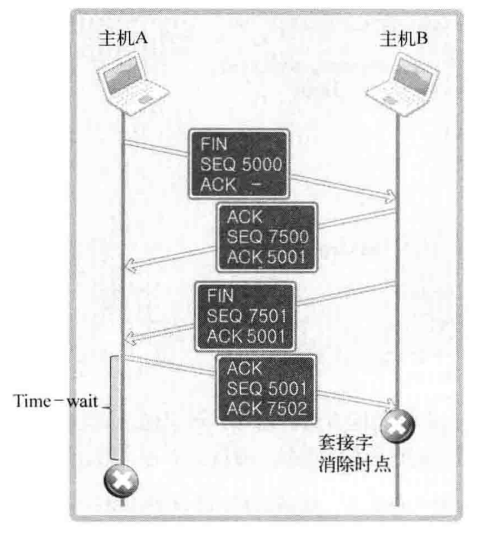 主机A
主机B
FIN
SEQ 5000
ACK -
ACK
SEQ 7500
ACK 5001
FIN
SEQ 7501
ACK 5001
Time-wait
ACK
SEQ 5001
ACK 7502
套接字
消除时点